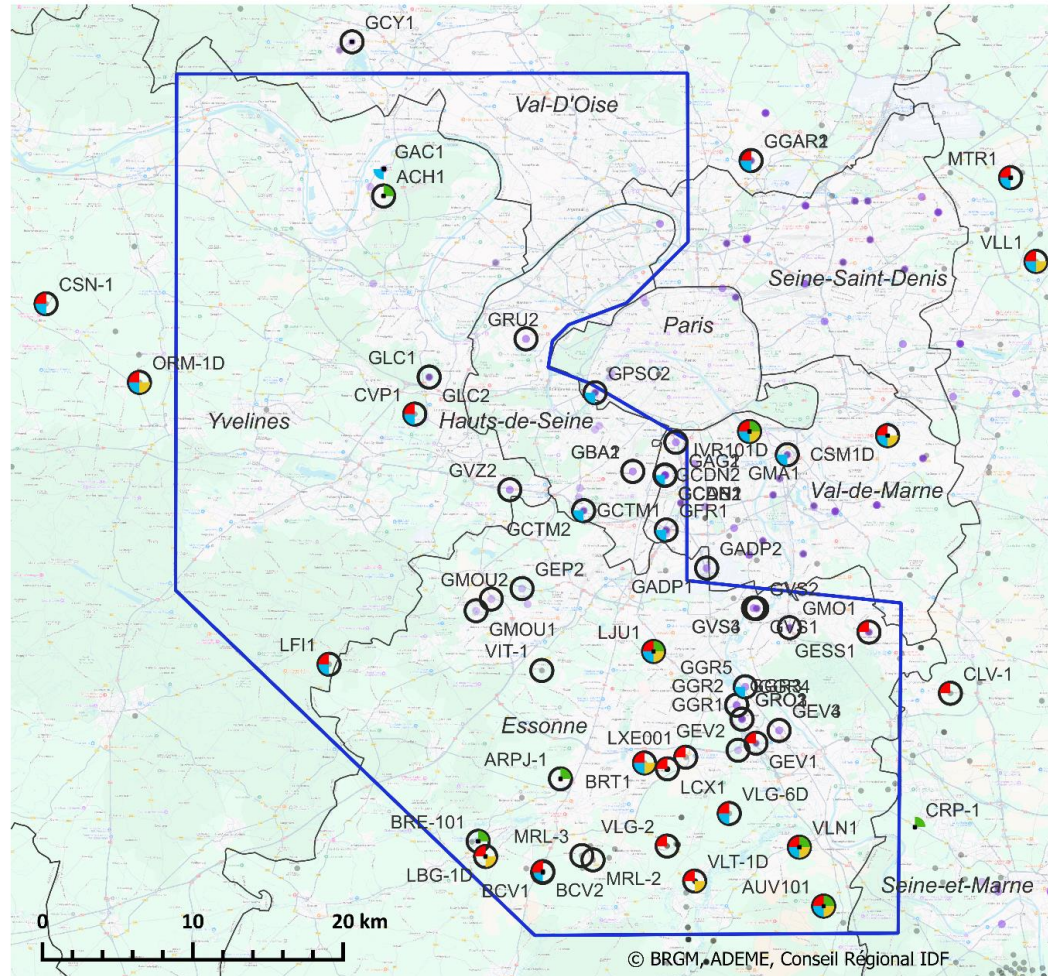 GCY1
Val-D'Oise
GAC1
GGAR2
ACH1
MTR1
VLL1
Seine-Saint-Denis
CSN-1
Paris
GRU2
ORM-1D
GLC1
GPSC2
GLC2
CVP1
Yvelines
Hauts-de-Seine
IVR101D
GBA2
GAG2
CSM1D
GVZ2
GCDN2
GMA1
Val-de-Marne
GCTM1
GFR1
GCTM2
GADP2
GEP2
GMOU2
GADP1
GVS2
GMO1
GMOU1
LJU1
GVS1
VIT-1
GESS1
LFI1
GGR5
CLV-1
GGR2
GGR1
Essonne
LXE001
GEV2
ARPJ-1
BRT1
GEV1
LCX1
VLG-6D
CRP-1
BRE-101
MRL-3
VLG-2
VLN1
LBG-1D
MRL-2
VLT-1D
BCV1
BCV2
AUV101
Seine-et-Marne
0 10 20 km
© BRGM, ADEME, Conseil Régional IDF